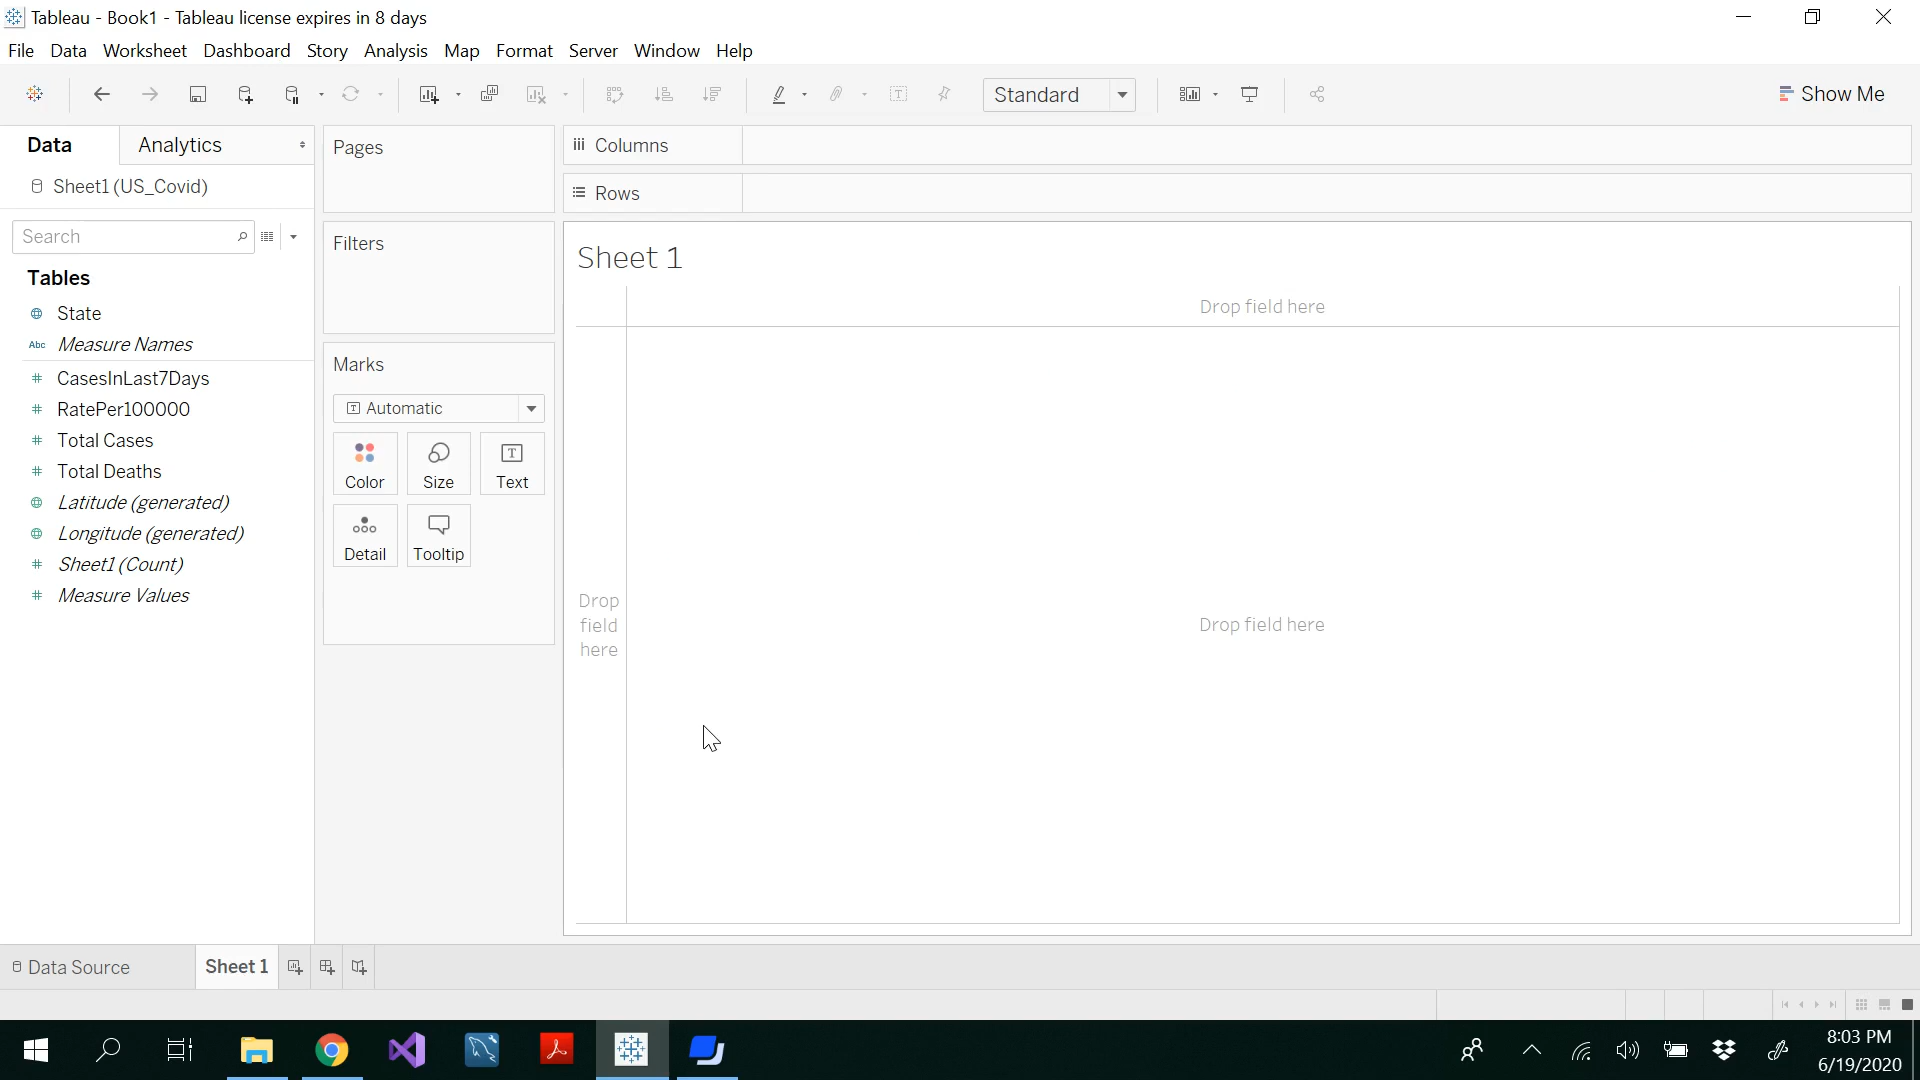 Tableau - Book1 - Tableau license expires in 8 days
File Data Worksheet Dashboard Story Analysis Map Format Server Window Help
Standard
Show Me
Data Analytics
Sheet1 (US_Covid)
Search
Tables
State
Abc Measure Names
CasesInLast7Days
RatePer100000
Total Cases
Total Deaths
Latitude (generated)
Longitude (generated)
Sheet1 (Count)
Measure Values
Pages
Filters
Marks
Automatic
Color Size Text
Detail Tooltip
Columns
Rows
Sheet 1
Drop field here
Drop
field
here
Drop field here
Data Source Sheet 1
8:03 PM
6/19/2020